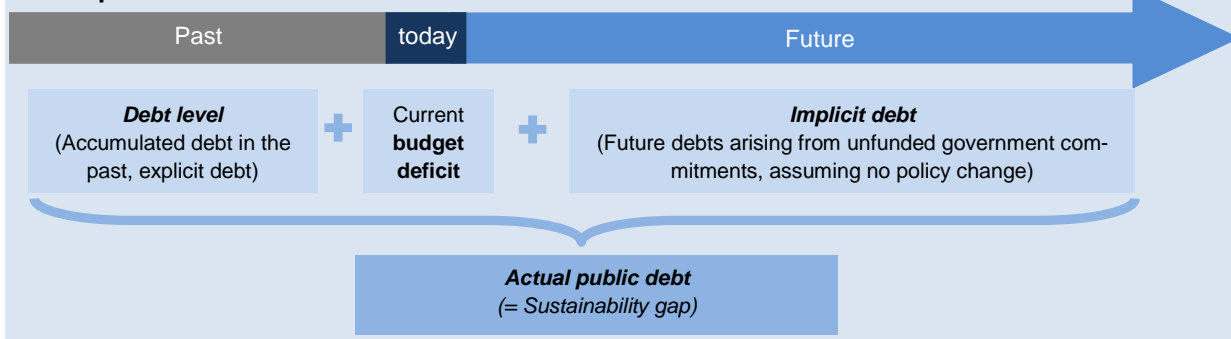 Past
today
Future
Debt level
(Accumulated debt in the
past, explicit debt)
Current
budget
deficit
Implicit debt
(Future debts arising from unfunded government com-
mitments, assuming no policy change)
Actual public debt
(= Sustainability gap)